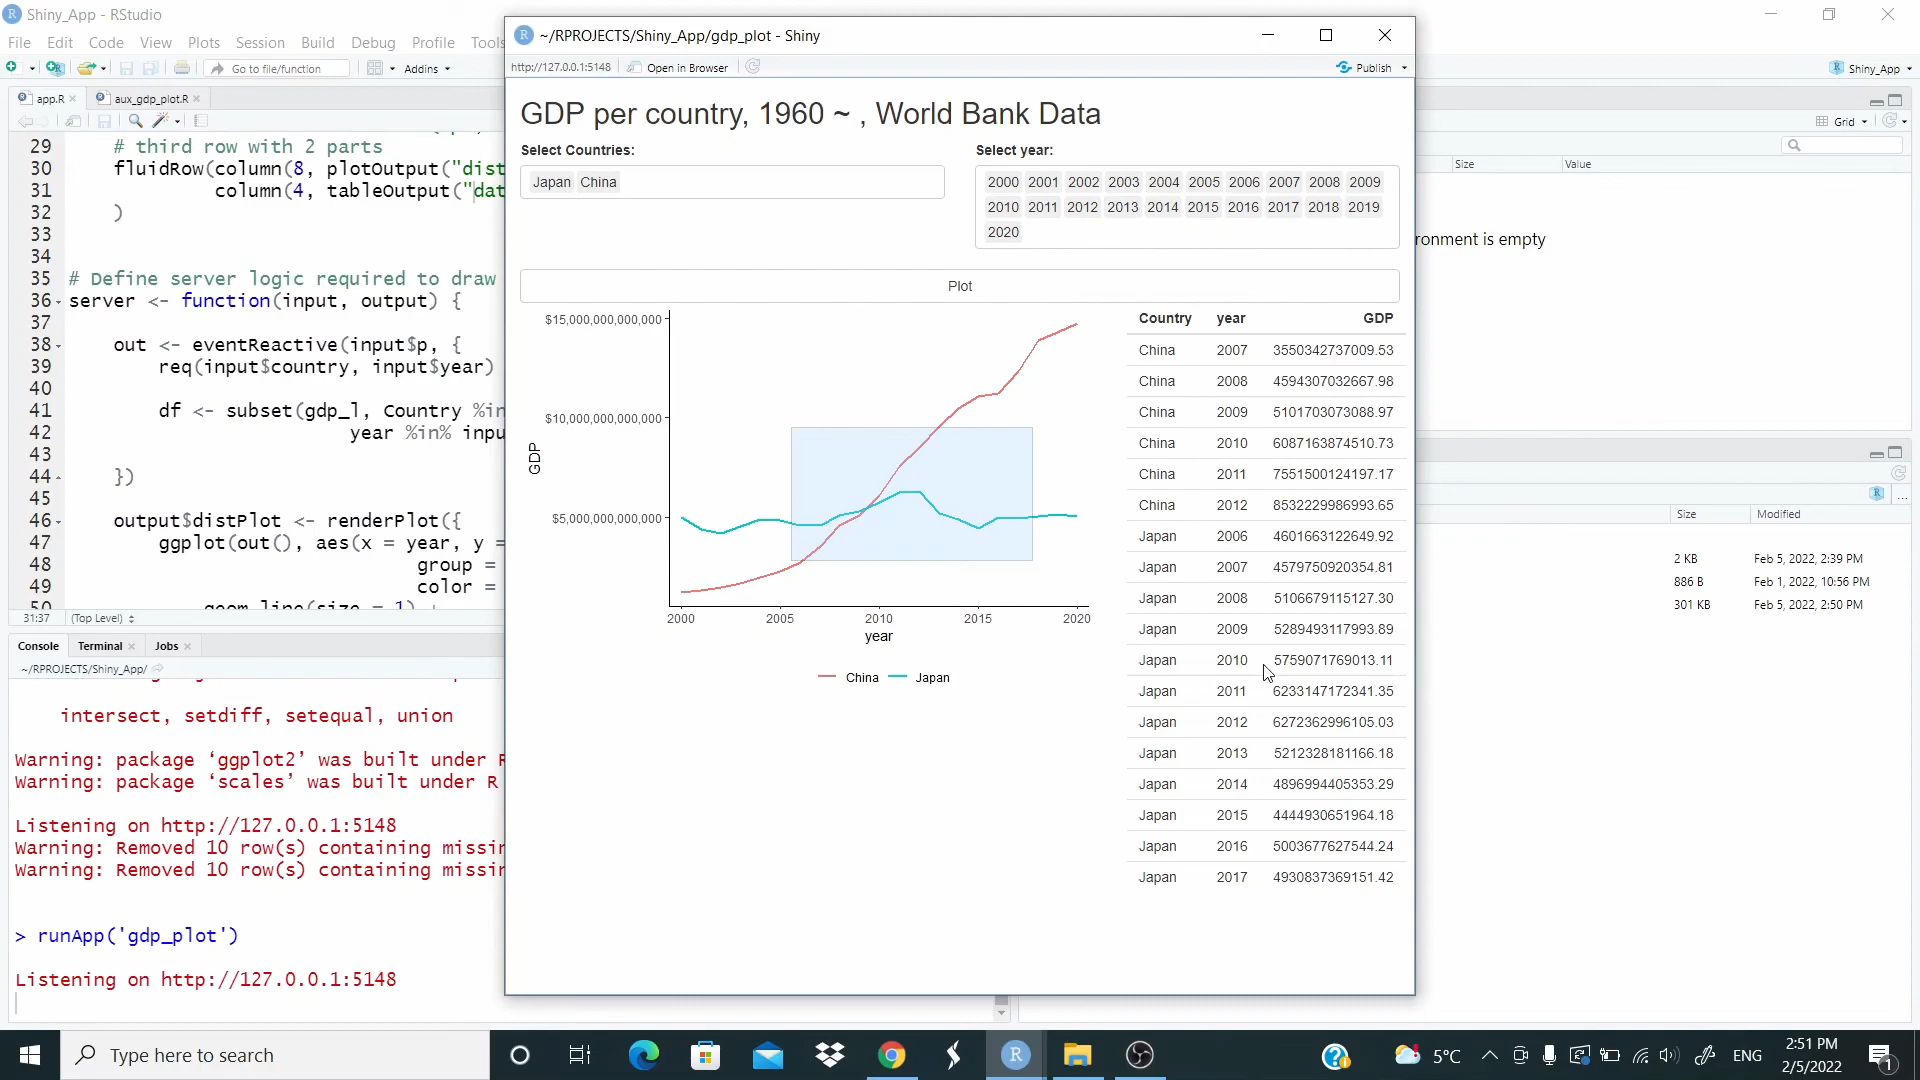 Shiny_App - RStudio
File Edit Code View Plots Session Build Debug Profile Tools
Go to file/function
Addins
Shiny_App
app.R
aux_gdp_plot.R
29 # third row with 2 parts
30 fluidRow(column(8, plotOutput("dist
31 column(4, tableOutput("dat
32 )
33
34
35 # Define server logic required to draw
36 server <- function(input, output) {
37
38 out <- eventReactive(input$p, {
39 req(input$country, input$year)
40
41 df <- subset(gdp_l, Country %in
42 year %in% inpu
43
44 })
45
46 output$distPlot <- renderPlot({
47 ggplot(out(), aes(x = year, y =
48 group =
49 color =
50 geom_line(size = 1) +
31:37 (Top Level)
Console Terminal Jobs
~/RPROJECTS/Shiny_App/
intersect, setdiff, setequal, union
Warning: package ‘ggplot2’ was built under R
Warning: package ‘scales’ was built under R
Listening on http://127.0.0.1:5148
Warning: Removed 10 row(s) containing missin
Warning: Removed 10 row(s) containing missin
> runApp('gdp_plot')
Listening on http://127.0.0.1:5148
~/RPROJECTS/Shiny_App/gdp_plot - Shiny
http://127.0.0.1:5148 Open in Browser Publish
GDP per country, 1960 ~ , World Bank Data
Select Countries:
Japan China
Select year:
2000 2001 2002 2003 2004 2005 2006 2007 2008 2009
2010 2011 2012 2013 2014 2015 2016 2017 2018 2019
2020
Plot
$15,000,000,000,000
$10,000,000,000,000
$5,000,000,000,000
GDP
2000 2005 2010 2015 2020
year
China Japan
Country year GDP
China 2007 3550342737009.53
China 2008 4594307032667.98
China 2009 5101703073088.97
China 2010 6087163874510.73
China 2011 7551500124197.17
China 2012 8532229986993.65
Japan 2006 4601663122649.92
Japan 2007 4579750920354.81
Japan 2008 5106679115127.30
Japan 2009 5289493117993.89
Japan 2010 5759071769013.11
Japan 2011 6233147172341.35
Japan 2012 6272362996105.03
Japan 2013 5212328181166.18
Japan 2014 4896994405353.29
Japan 2015 4444930651964.18
Japan 2016 5003677627544.24
Japan 2017 4930837369151.42
Grid
Size Value
ronment is empty
Size Modified
2 KB Feb 5, 2022, 2:39 PM
886 B Feb 1, 2022, 10:56 PM
301 KB Feb 5, 2022, 2:50 PM
Type here to search
5°C
ENG
2:51 PM
2/5/2022
1